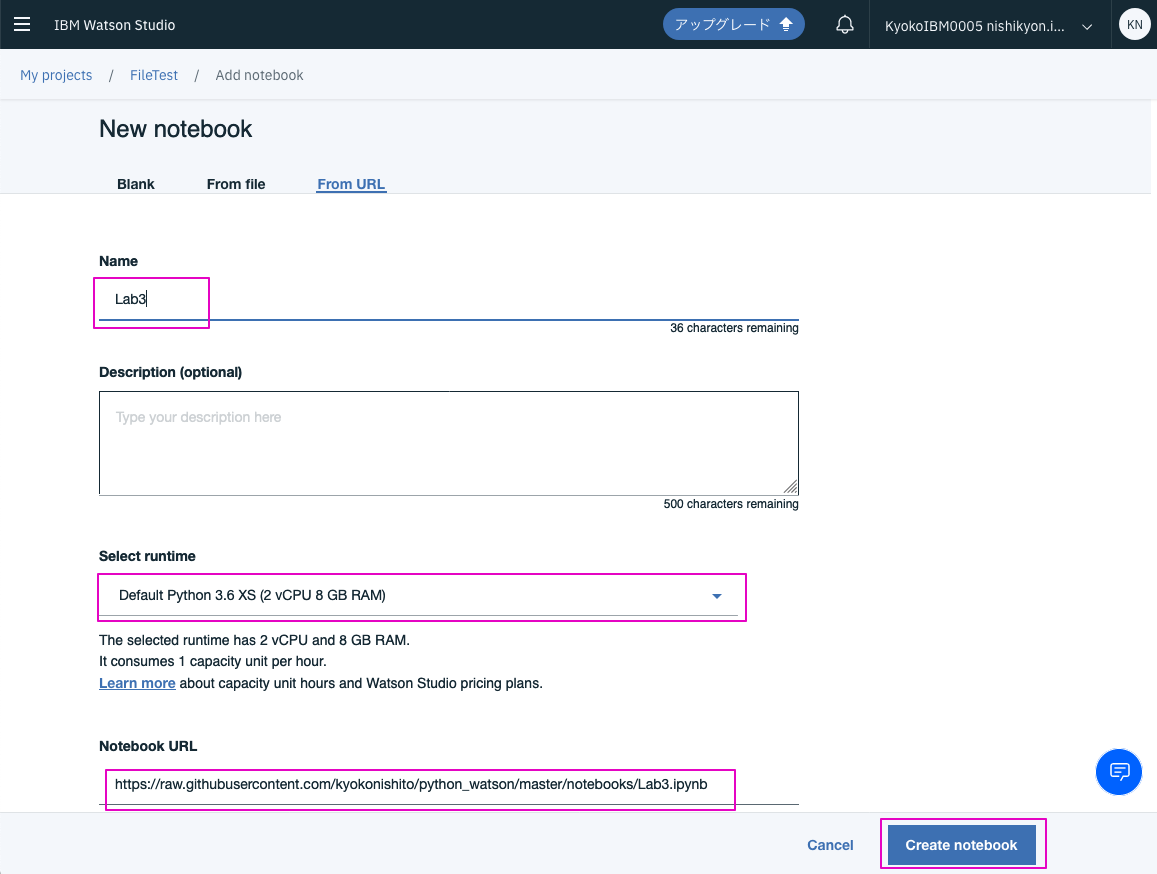 IBM Watson Studio
アップグレード
KyokoIBM0005 nishikyon.i...
KN
My projects / FileTest / Add notebook
New notebook
Blank From file From URL
Name
Lab3
36 characters remaining
Description (optional)
Type your description here
500 characters remaining
Select runtime
Default Python 3.6 XS (2 vCPU 8 GB RAM)
The selected runtime has 2 vCPU and 8 GB RAM.
It consumes 1 capacity unit per hour.
Learn more about capacity unit hours and Watson Studio pricing plans.
Notebook URL
https://raw.githubusercontent.com/kyokonishito/python_watson/master/notebooks/Lab3.ipynb
Cancel
Create notebook